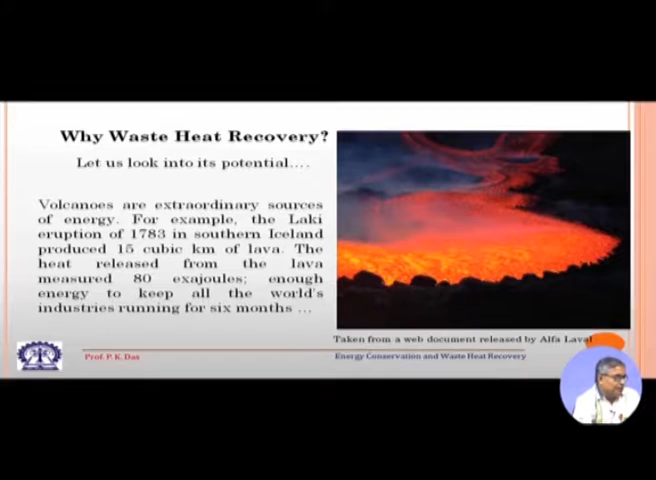 Why Waste Heat Recovery?
Let us look into its potential....
Volcanoes are extraordinary sources
of energy. For example, the Laki
eruption of 1783 in southern Iceland
produced 15 cubic km of lava. The
heat released from the lava
measured 80 exajoules; enough
energy to keep all the world's
industries running for six months ...
Taken from a web document released by Alfa Laval
Prof. P. K. Das
Energy Conservation and Waste Heat Recovery